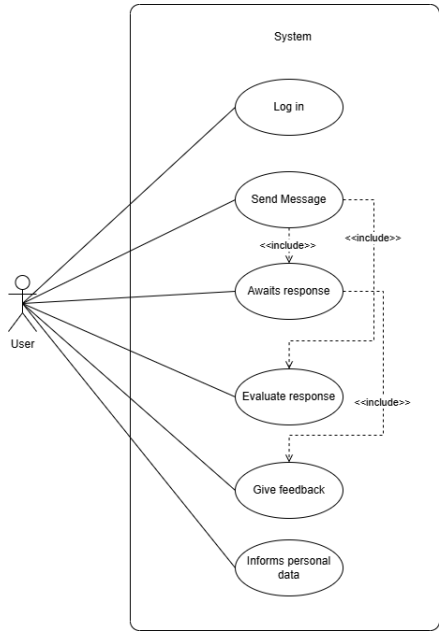 System
Log in
Send Message
<<include>>
<<include>>
Awaits response
User
Evaluate response
<<include>>
Give feedback
Informs personal
data